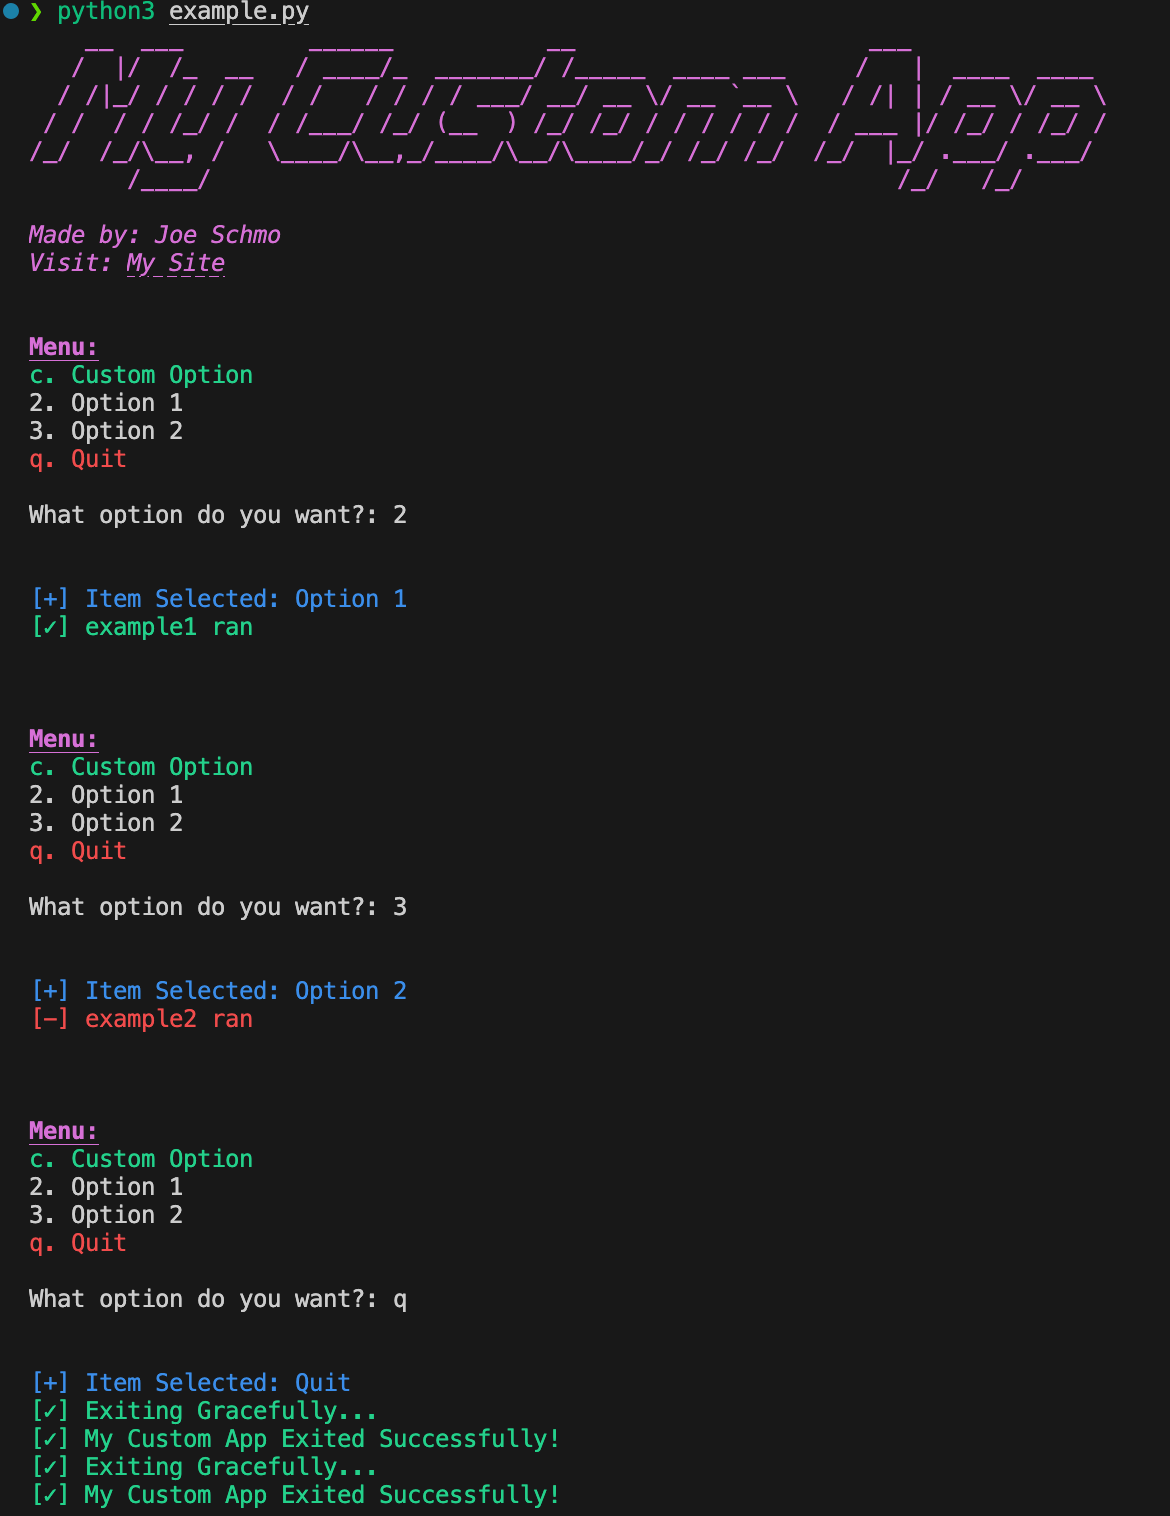 ❯ python3 example.py
My Custom App
Made by: Joe Schmo
Visit: My Site
Menu:
c. Custom Option
2. Option 1
3. Option 2
q. Quit
What option do you want?: 2
[+] Item Selected: Option 1
[✓] example1 ran
Menu:
c. Custom Option
2. Option 1
3. Option 2
q. Quit
What option do you want?: 3
[+] Item Selected: Option 2
[−] example2 ran
Menu:
c. Custom Option
2. Option 1
3. Option 2
q. Quit
What option do you want?: q
[+] Item Selected: Quit
[✓] Exiting Gracefully...
[✓] My Custom App Exited Successfully!
[✓] Exiting Gracefully...
[✓] My Custom App Exited Successfully!